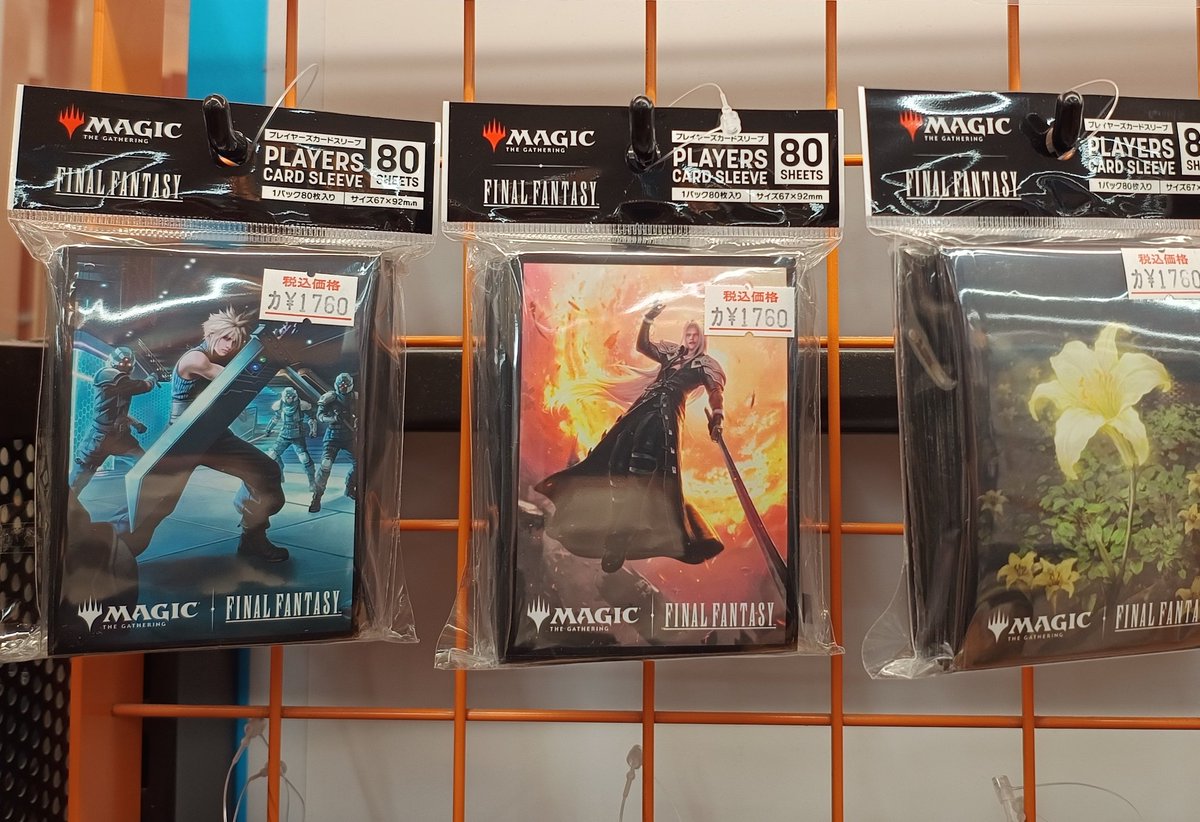 MAGIC
THE GATHERING
FINAL FANTASY
プレイヤーズカードスリーブ
PLAYERS
CARD SLEEVE
80
SHEETS
1パック80枚入り
サイズ67×92mm
税込価格
カ¥1760
MAGIC
THE GATHERING
FINAL FANTASY
MAGIC
THE GATHERING
FINAL FANTASY
プレイヤーズカードスリーブ
PLAYERS
CARD SLEEVE
80
SHEETS
1パック80枚入り
サイズ67×92mm
税込価格
カ¥1760
MAGIC
THE GATHERING
FINAL FANTASY
MAGIC
THE GATHERING
FINAL FANTASY
プレイヤーズカードスリーブ
PLAYERS
CARD SLEEVE
1パック80枚入り
税込価格
カ¥1760
MAGIC
THE GATHERING